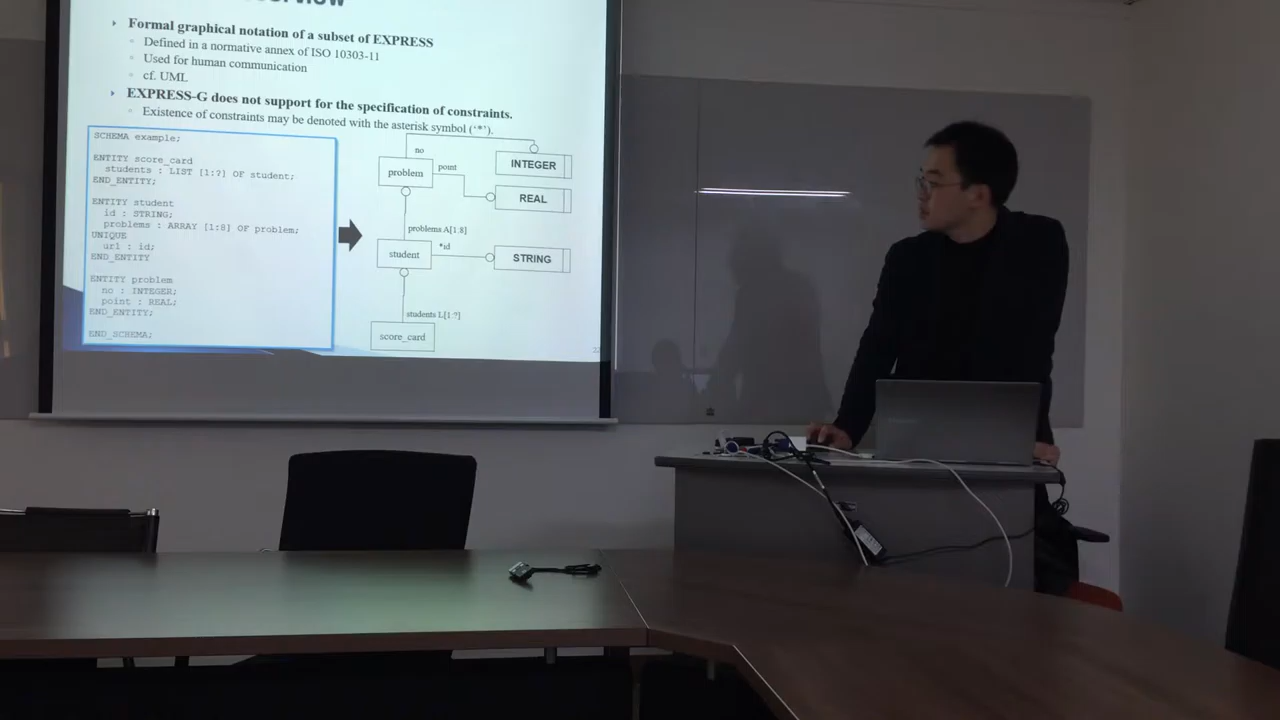 Formal graphical notation of a subset of EXPRESS
Defined in a normative annex of ISO 10303-11
Used for human communication
cf. UML
EXPRESS-G does not support for the specification of constraints.
Existence of constraints may be denoted with the asterisk symbol (‘*’).
SCHEMA example;
ENTITY score_card
students : LIST [1:?] OF student;
END_ENTITY;
ENTITY student
id : STRING;
problems : ARRAY [1:8] OF problem;
UNIQUE
ur1 : id;
END_ENTITY
ENTITY problem
no : INTEGER;
point : REAL;
END_ENTITY;
END_SCHEMA;
no
problem
point
INTEGER
REAL
problems A[1:8]
student
*id
STRING
students L[1:?]
score_card